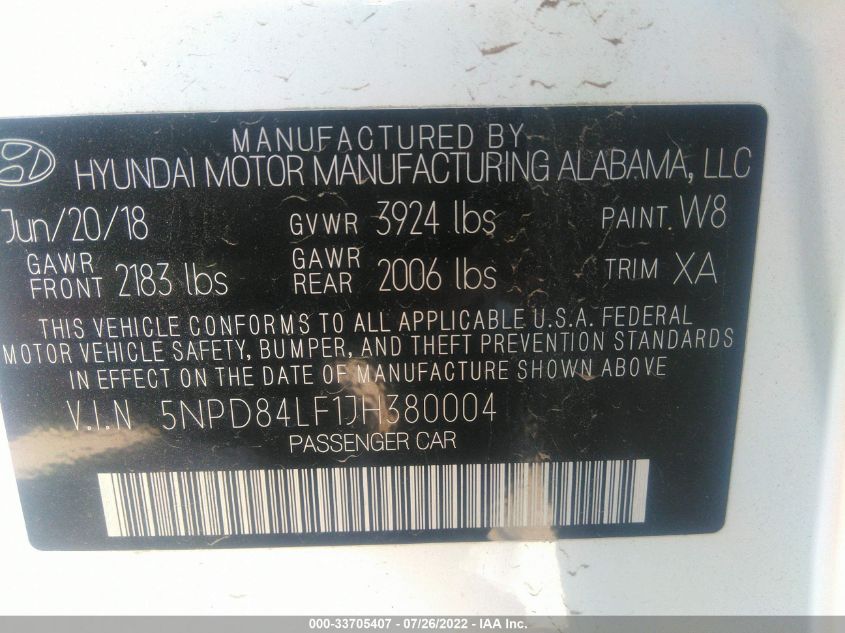 MANUFACTURED BY
HYUNDAI MOTOR MANUFACTURING ALABAMA, LLC
Jun/20/18 GVWR 3924 lbs PAINT W8
GAWR FRONT 2183 lbs GAWR REAR 2006 lbs TRIM XA
THIS VEHICLE CONFORMS TO ALL APPLICABLE U.S.A. FEDERAL
MOTOR VEHICLE SAFETY, BUMPER, AND THEFT PREVENTION STANDARDS
IN EFFECT ON THE DATE OF MANUFACTURE SHOWN ABOVE
V.I.N 5NPD84LF1JH380004
PASSENGER CAR
000-33705407 - 07/26/2022 - IAA Inc.